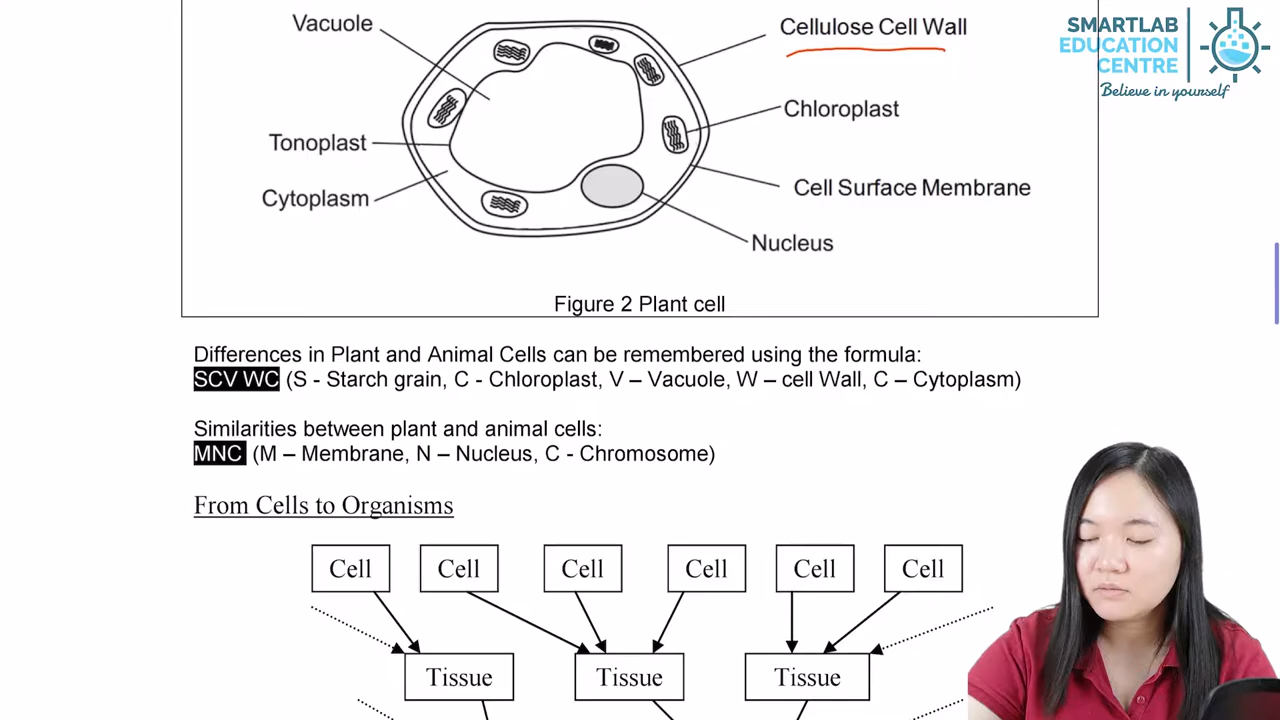 Vacuole
Cellulose Cell Wall
SMARTLAB
EDUCATION
CENTRE
Believe in yourself
Chloroplast
Tonoplast
Cell Surface Membrane
Cytoplasm
Nucleus
Figure 2 Plant cell
Differences in Plant and Animal Cells can be remembered using the formula:
SCV WC (S - Starch grain, C - Chloroplast, V – Vacuole, W – cell Wall, C – Cytoplasm)
Similarities between plant and animal cells:
MNC (M – Membrane, N – Nucleus, C - Chromosome)
From Cells to Organisms
Cell Cell Cell Cell Cell Cell
Tissue Tissue Tissue